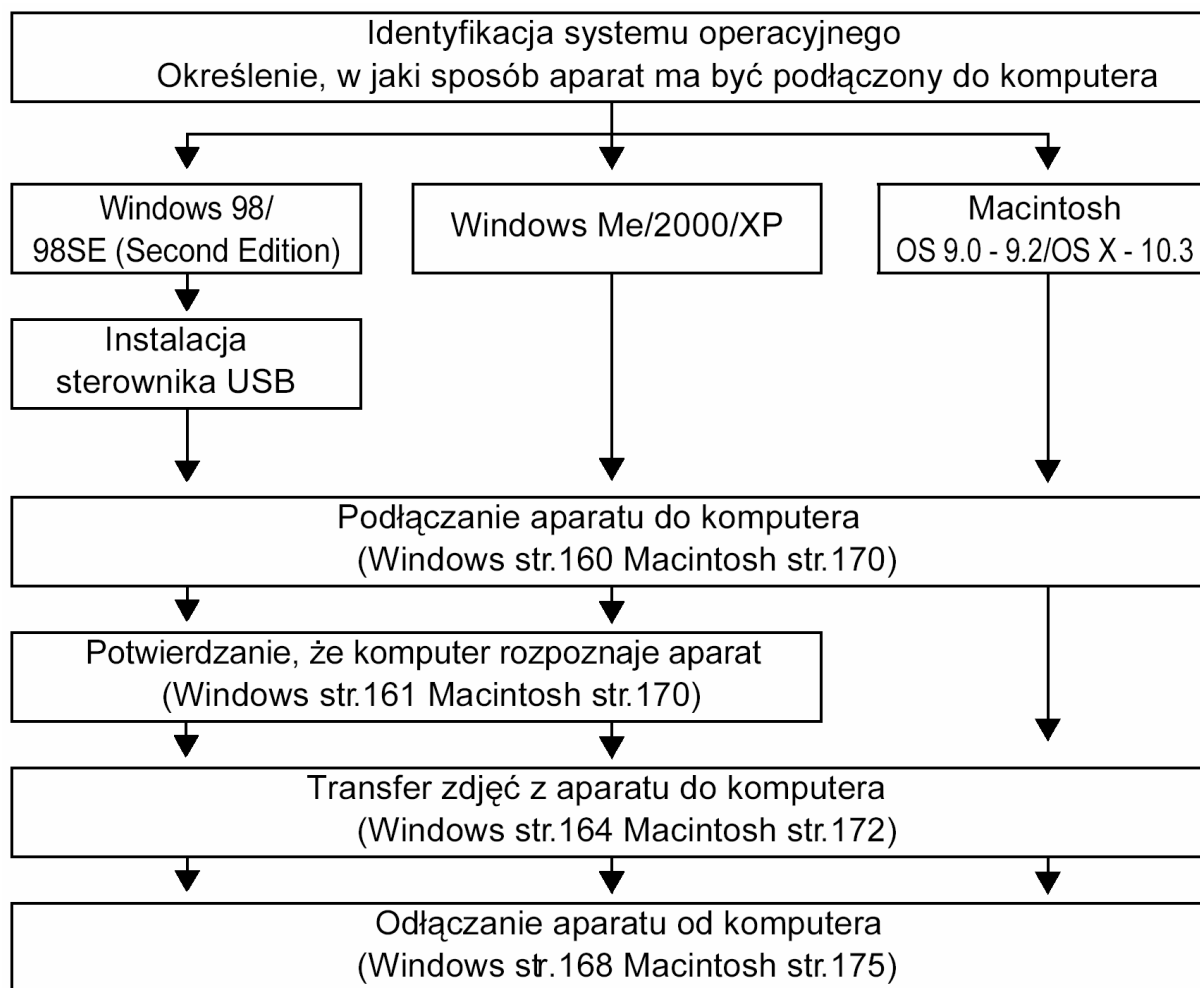 Identyfikacja systemu operacyjnego
Określenie, w jaki sposób aparat ma być podłączony do komputera
Windows 98/
98SE (Second Edition)
Windows Me/2000/XP
Macintosh
OS 9.0 - 9.2/OS X - 10.3
Instalacja
sterownika USB
Podłączanie aparatu do komputera
(Windows str.160 Macintosh str.170)
Potwierdzanie, że komputer rozpoznaje aparat
(Windows str.161 Macintosh str.170)
Transfer zdjęć z aparatu do komputera
(Windows str.164 Macintosh str.172)
Odłączanie aparatu od komputera
(Windows str.168 Macintosh str.175)